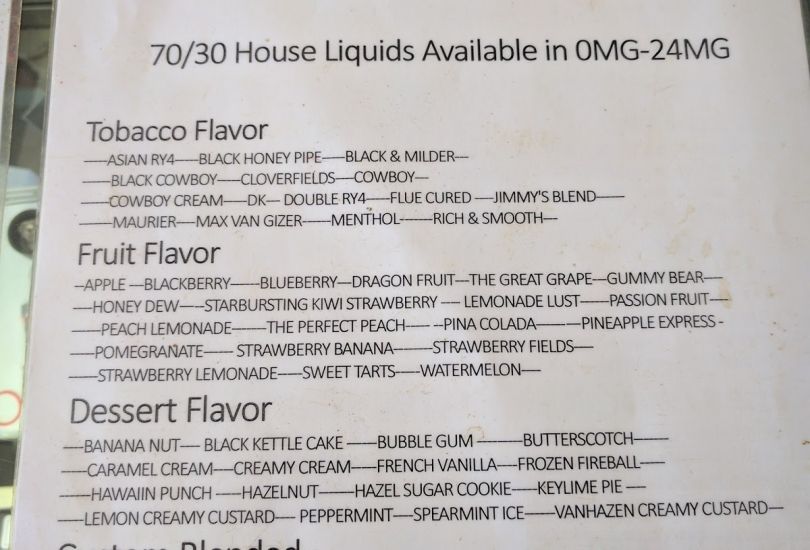 70/30 House Liquids Available in 0MG-24MG
Tobacco Flavor
-----ASIAN RY4-----BLACK HONEY PIPE-----BLACK & MILDER---
-----BLACK COWBOY-----CLOVERFIELDS----COWBOY---
------COWBOY CREAM-----DK--- DOUBLE RY4-----FLUE CURED ----JIMMY'S BLEND------
-------MAURIER----MAX VAN GIZER------MENTHOL-------RICH & SMOOTH---
Fruit Flavor
--APPLE ---BLACKBERRY------BLUEBERRY---DRAGON FRUIT---THE GREAT GRAPE---GUMMY BEAR----
----HONEY DEW-----STARBURSTING KIWI STRAWBERRY ---- LEMONADE LUST------PASSION FRUIT----
------PEACH LEMONADE-------THE PERFECT PEACH----- --PINA COLADA---------PINEAPPLE EXPRESS -
-----POMEGRANATE------ STRAWBERRY BANANA--------STRAWBERRY FIELDS----
------STRAWBERRY LEMONADE-----SWEET TARTS-----WATERMELON----
Dessert Flavor
----BANANA NUT---- BLACK KETTLE CAKE ------BUBBLE GUM ---------BUTTERSCOTCH-------
-----CARAMEL CREAM----CREAMY CREAM-----FRENCH VANILLA----FROZEN FIREBALL-----
------HAWAIIN PUNCH -----HAZELNUT-------HAZEL SUGAR COOKIE-----KEYLIME PIE ----
-----LEMON CREAMY CUSTARD---- PEPPERMINT----SPEARMINT ICE------VANHAZEN CREAMY CUSTARD---
Custom Blended